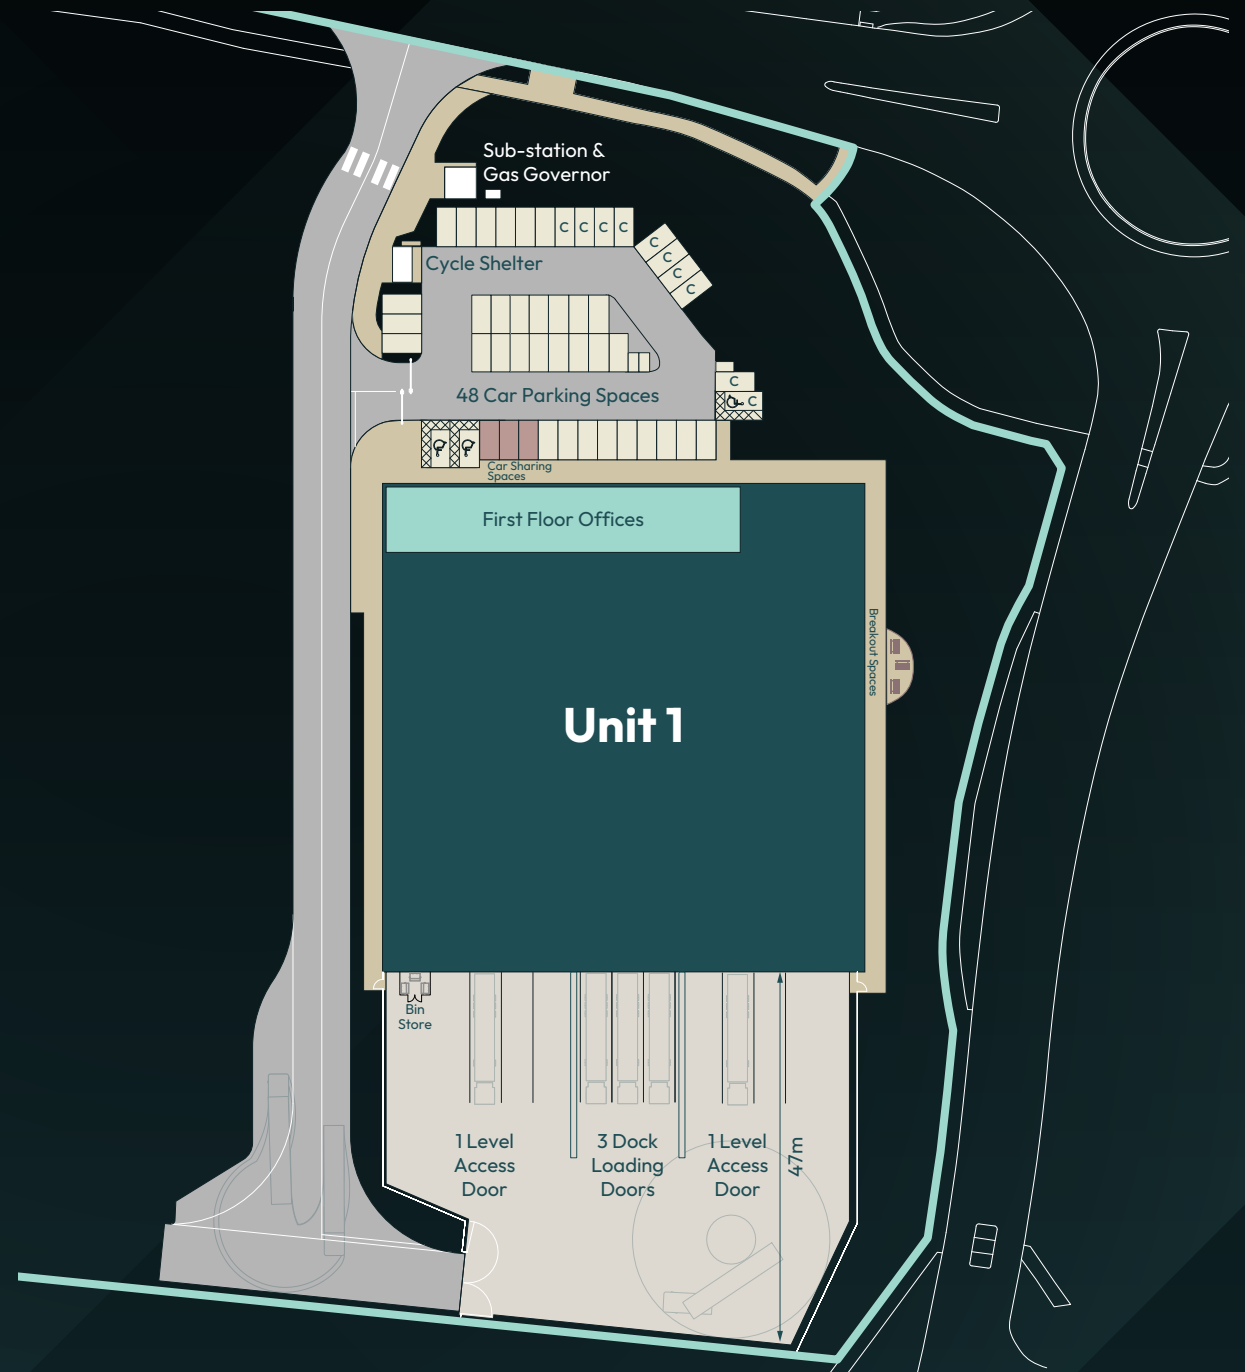 Sub-station &
Gas Governor
C C C C
C
C
C
C
Cycle Shelter
48 Car Parking Spaces
C
C
Car Sharing
Spaces
First Floor Offices
Breakout Spaces
Unit 1
Bin
Store
1 Level
Access
Door
3 Dock
Loading
Doors
1 Level
Access
Door
47m